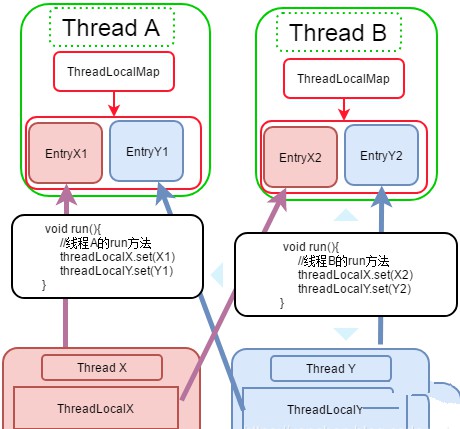 Thread A
ThreadLocalMap
EntryX1
EntryY1
Thread B
ThreadLocalMap
EntryX2
EntryY2
void run(){
//线程A的run方法
threadLocalX.set(X1)
threadLocalY.set(Y1)
}
void run(){
//线程B的run方法
threadLocalX.set(X2)
threadLocalY.set(Y2)
}
Thread X
ThreadLocalX
Thread Y
ThreadLocalY